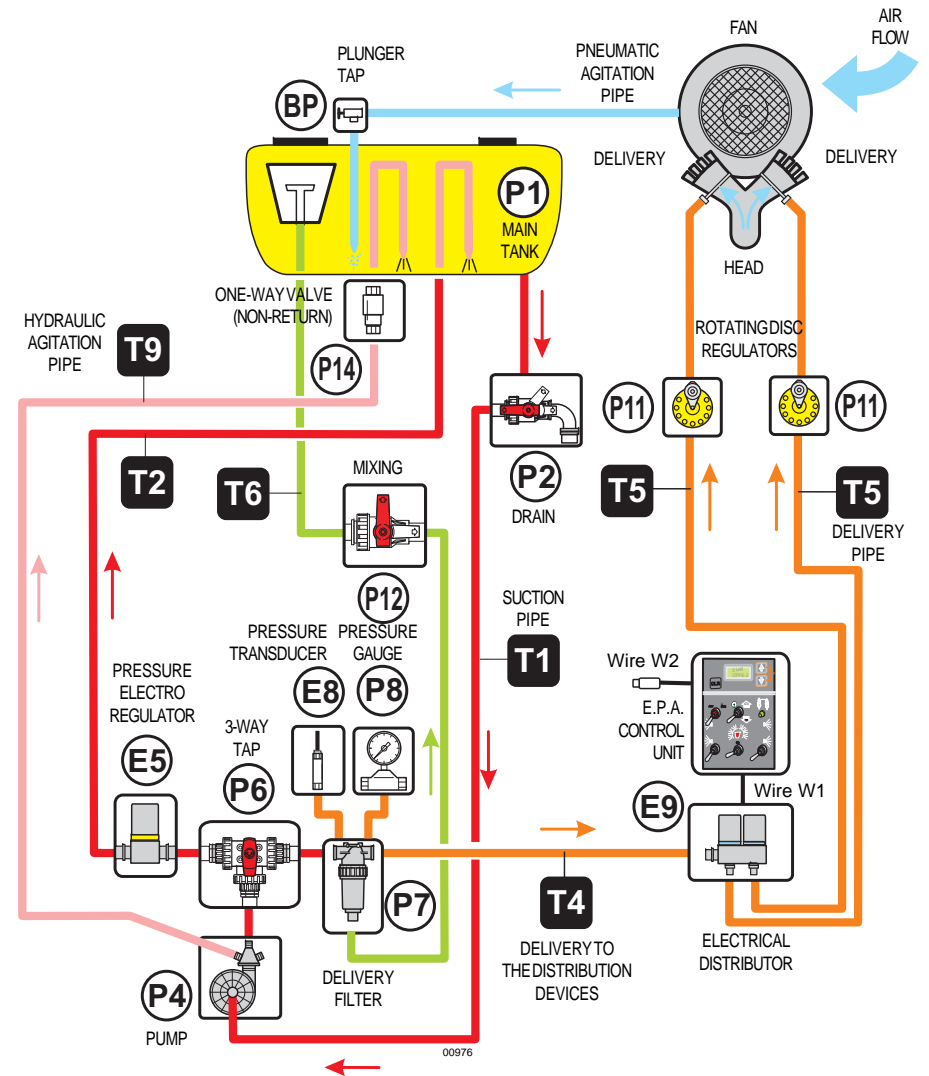 AIR
FLOW
FAN
PNEUMATIC
AGITATION
PIPE
PLUNGER
TAP
BP
DELIVERY
DELIVERY
P1
MAIN
TANK
HEAD
ONE-WAY VALVE
(NON-RETURN)
HYDRAULIC
AGITATION
PIPE
T9
P14
ROTATING DISC
REGULATORS
P11
P11
T2
T6
MIXING
P2
DRAIN
T5
T5
DELIVERY
PIPE
P12
SUCTION
PIPE
T1
PRESSURE
TRANSDUCER
PRESSURE
GAUGE
E8
P8
PRESSURE
ELECTRO
REGULATOR
E5
3-WAY
TAP
P6
Wire W2
E.P.A.
CONTROL
UNIT
Wire W1
E9
P7
T4
DELIVERY TO
THE DISTRIBUTION
DEVICES
ELECTRICAL
DISTRIBUTOR
DELIVERY
FILTER
P4
PUMP
00976